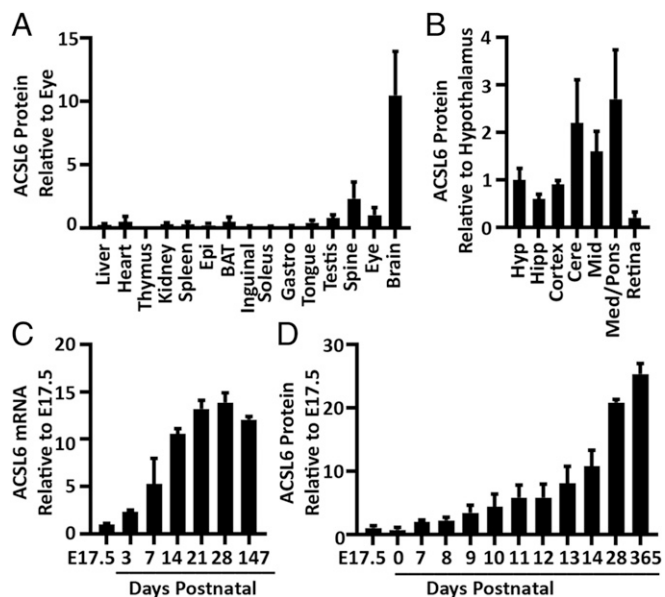 A
ACSL6 Protein
Relative to Eye
15
10
5
0
Liver
Heart
Thymus
Kidney
Spleen
Epi
BAT
Inguinal
Soleus
Gastro
Tongue
Testis
Spine
Eye
Brain
B
ACSL6 Protein
Relative to Hypothalamus
4
3
2
1
0
Hyp
Hipp
Cortex
Cere
Mid
Med/Pons
Retina
C
ACSL6 mRNA
Relative to E17.5
20
15
10
5
0
E17.5 3 7 14 21 28 147
Days Postnatal
D
ACSL6 Protein
Relative to E17.5
30
20
10
0
E17.5 0 7 8 9 10 11 12 13 14 28 365
Days Postnatal